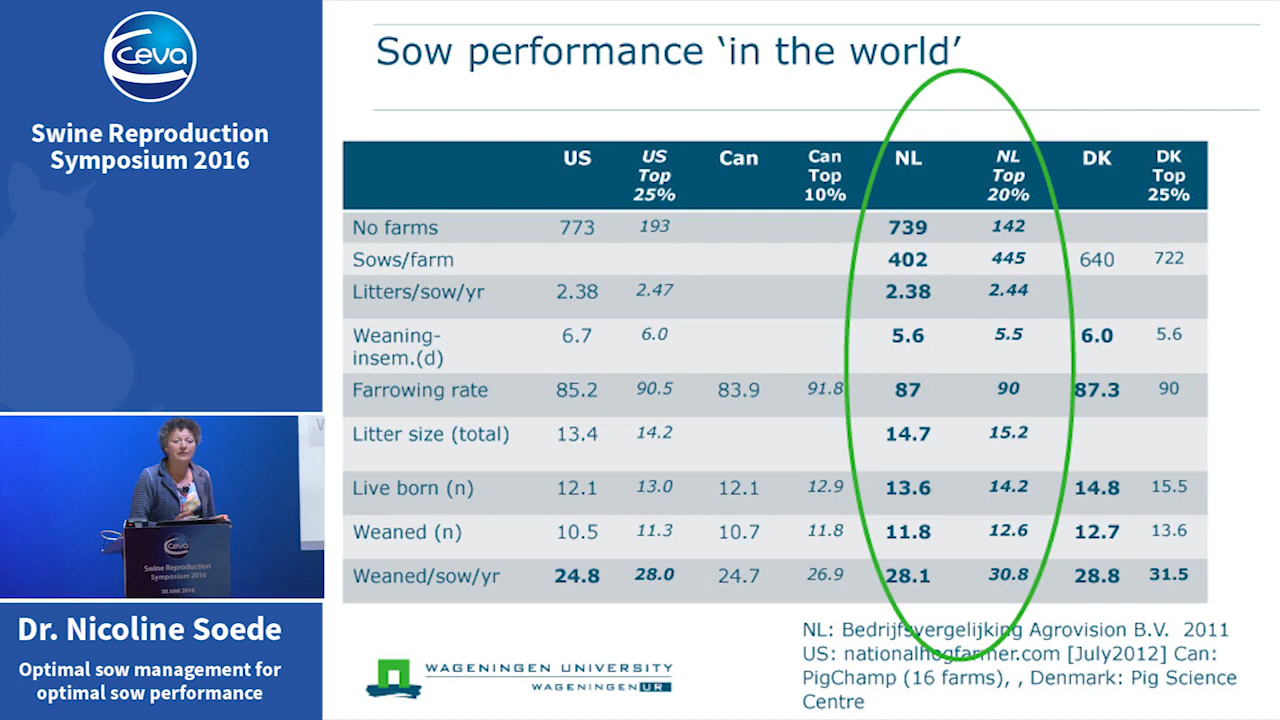 Ceva
Swine Reproduction
Symposium 2016
Sow performance ‘in the world’
US US Top 25% Can Can Top 10% NL NL Top 20% DK DK Top 25%
No farms 773 193 739 142
Sows/farm 402 445 640 722
Litters/sow/yr 2.38 2.47 2.38 2.44
Weaning-insem.(d) 6.7 6.0 5.6 5.5 6.0 5.6
Farrowing rate 85.2 90.5 83.9 91.8 87 90 87.3 90
Litter size (total) 13.4 14.2 14.7 15.2
Live born (n) 12.1 13.0 12.1 12.9 13.6 14.2 14.8 15.5
Weaned (n) 10.5 11.3 10.7 11.8 11.8 12.6 12.7 13.6
Weaned/sow/yr 24.8 28.0 24.7 26.9 28.1 30.8 28.8 31.5
NL: Bedrijfsvergelijking Agrovision B.V. 2011
US: nationalhogfarmer.com [July2012] Can:
PigChamp (16 farms), , Denmark: Pig Science
Centre
WAGENINGEN UNIVERSITY
WAGENINGEN UR
Ceva
Swine Reproduction
Symposium 2016
30 JUNE 2016
Dr. Nicoline Soede
Optimal sow management for
optimal sow performance